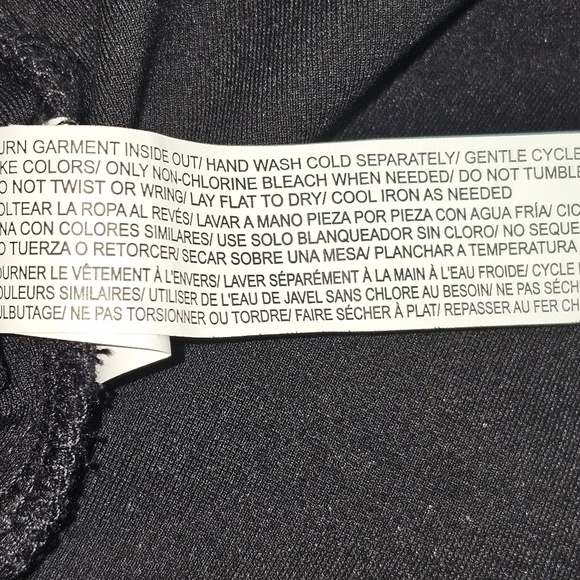 URN GARMENT INSIDE OUT/ HAND WASH COLD SEPARATELY/ GENTLE CYCLE
KE COLORS/ ONLY NON-CHLORINE BLEACH WHEN NEEDED/ DO NOT TUMBLE
O NOT TWIST OR WRING/ LAY FLAT TO DRY/ COOL IRON AS NEEDED
OLTEAR LA ROPA AL REVÉS/ LAVAR A MANO PIEZA POR PIEZA CON AGUA FRÍA/ CIC
NA CON COLORES SIMILARES/ USE SOLO BLANQUEADOR SIN CLORO/ NO SEQUE
O TUERZA O RETORCER/ SECAR SOBRE UNA MESA/ PLANCHAR A TEMPERATURA
OURNER LE VÊTEMENT À L'ENVERS/ LAVER SÉPARÉMENT À LA MAIN À L'EAU FROIDE/ CYCLE
OULEURS SIMILAIRES/ UTILISER DE L'EAU DE JAVEL SANS CHLORE AU BESOIN/ NE PAS SÉCH
ULBUTAGE/ NE PAS TORSIONNER OU TORDRE/ FAIRE SÉCHER À PLAT/ REPASSER AU FER CH